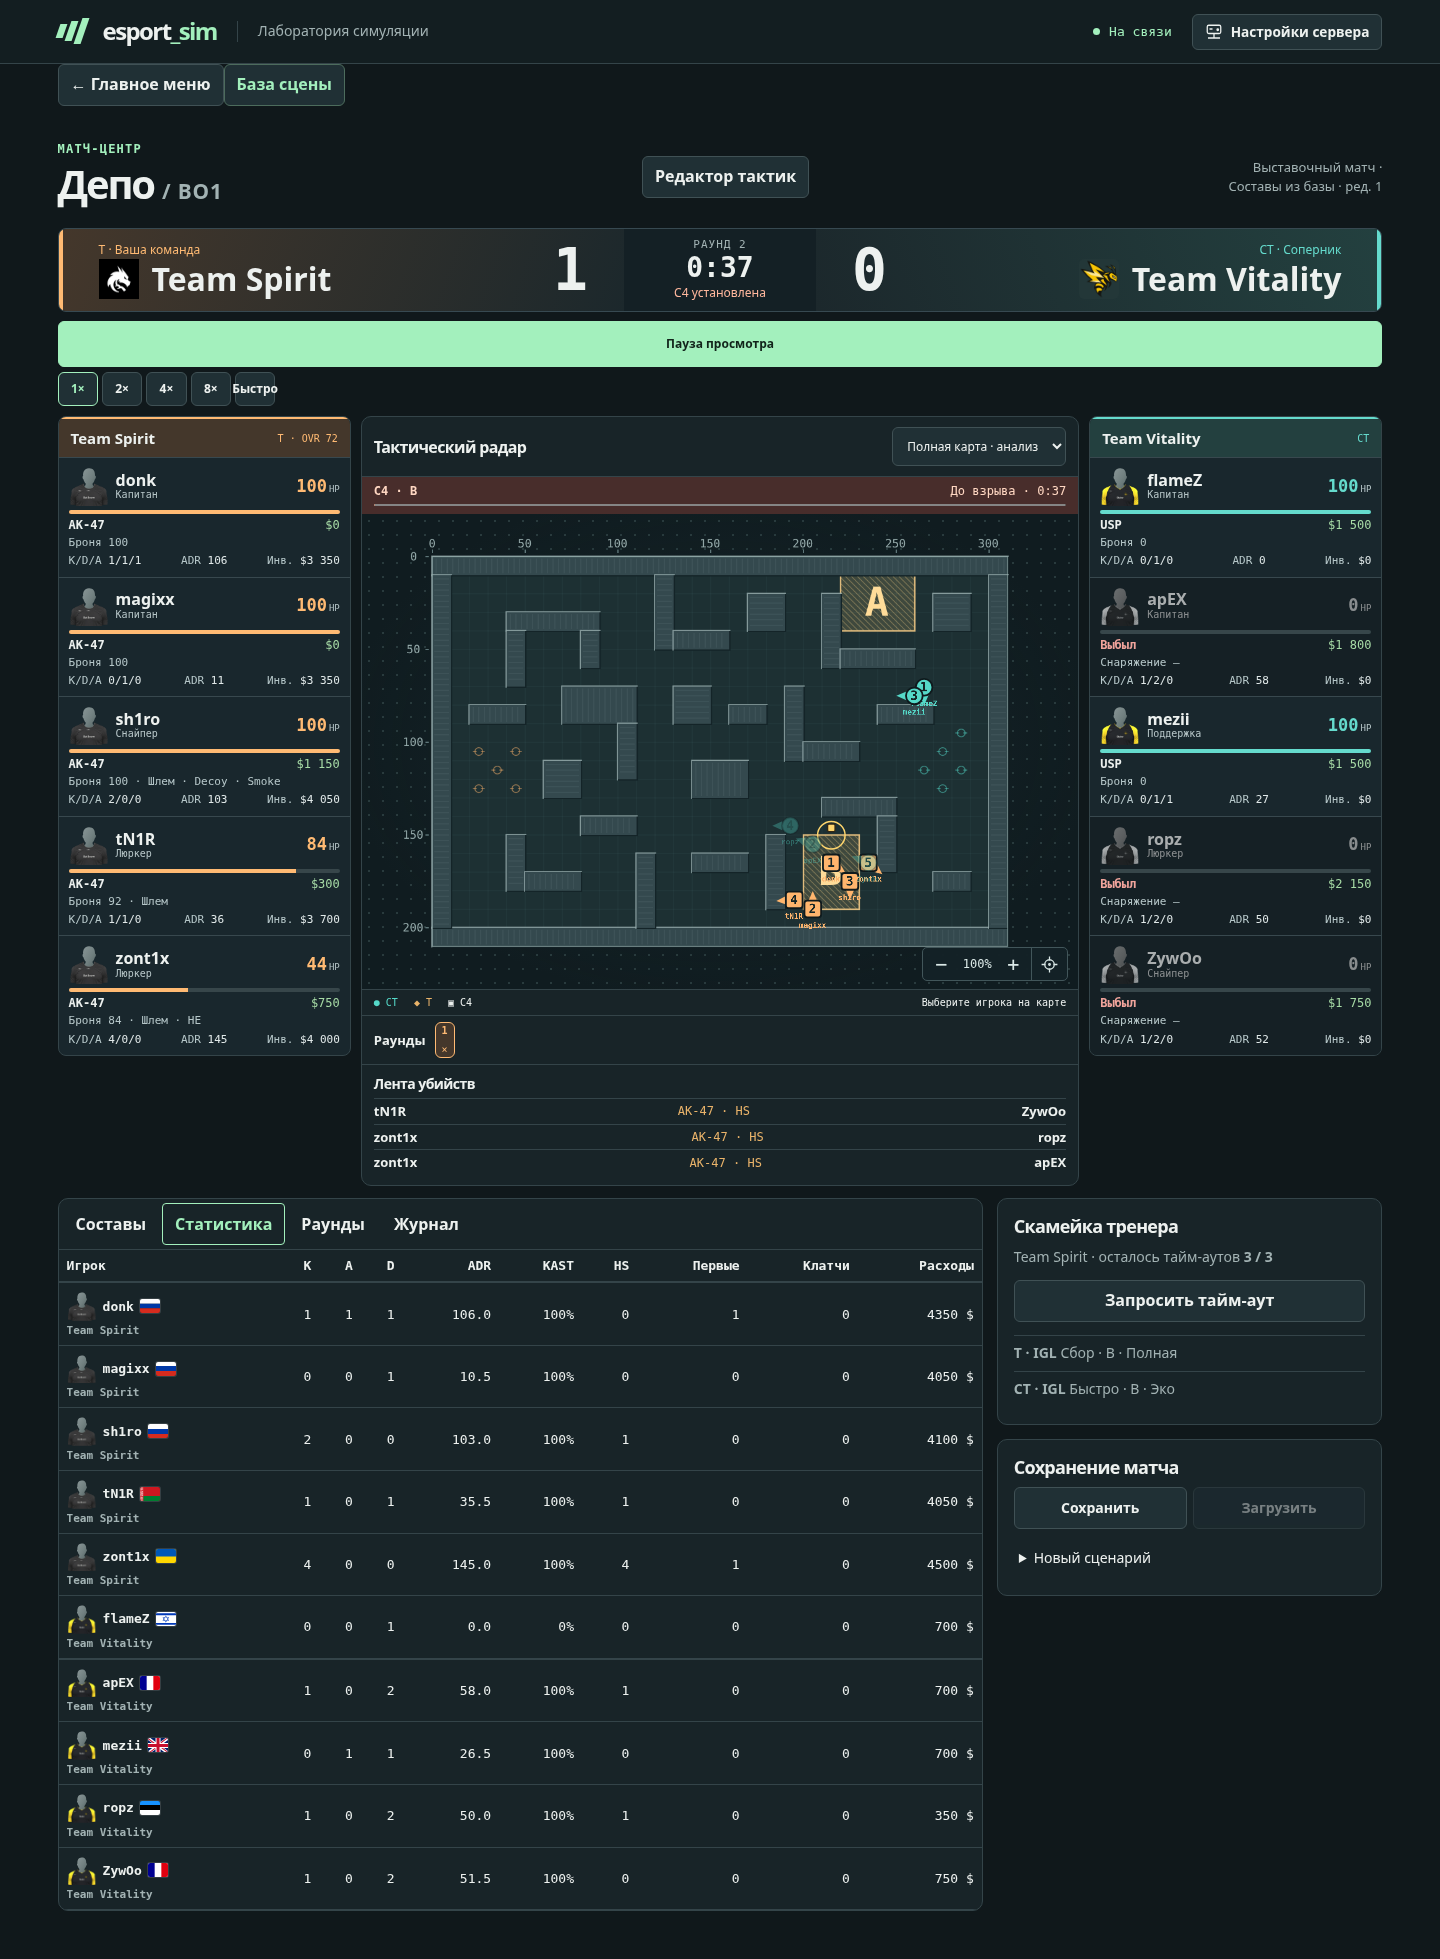 esport_sim
Лаборатория симуляции
На связи
Настройки сервера
← Главное меню
База сцены
МАТЧ-ЦЕНТР
Депо / BO1
Редактор тактик
Выставочный матч ·
Составы из базы · ред. 1
T · Ваша команда
Team Spirit
1
РАУНД 2
0:37
C4 установлена
0
CT · Соперник
Team Vitality
Пауза просмотра
1× 2× 4× 8× Быстро
Team Spirit T · OVR 72
donk
Капитан
100 HP
AK-47 $0
Броня 100
K/D/A 1/1/1 ADR 106 Инв. $3 350
magixx
Капитан
100 HP
AK-47 $0
Броня 100
K/D/A 0/1/0 ADR 11 Инв. $3 350
sh1ro
Снайпер
100 HP
AK-47 $1 150
Броня 100 · Шлем · Decoy · Smoke
K/D/A 2/0/0 ADR 103 Инв. $4 050
tN1R
Люркер
84 HP
AK-47 $300
Броня 92 · Шлем
K/D/A 1/1/0 ADR 36 Инв. $3 700
zont1x
Люркер
44 HP
AK-47 $750
Броня 84 · Шлем · HE
K/D/A 4/0/0 ADR 145 Инв. $4 000
Тактический радар
Полная карта · анализ
C4 · B До взрыва · 0:37
0 50 100 150 200 250 300
0
50
100
150
200
A
1
3
mezii
4
1
5
3
sh1ro
4
2
tN1R
magixx
− 100% +
● CT ◆ T ▣ C4 Выберите игрока на карте
Раунды 1
×
Лента убийств
tN1R AK-47 · HS ZywOo
zont1x AK-47 · HS ropz
zont1x AK-47 · HS apEX
Team Vitality CT
flameZ
Капитан
100 HP
USP $1 500
Броня 0
K/D/A 0/1/0 ADR 0 Инв. $0
apEX
Капитан
0 HP
Выбыл $1 800
Снаряжение —
K/D/A 1/2/0 ADR 58 Инв. $0
mezii
Поддержка
100 HP
USP $1 500
Броня 0
K/D/A 0/1/1 ADR 27 Инв. $0
ropz
Люркер
0 HP
Выбыл $2 150
Снаряжение —
K/D/A 1/2/0 ADR 50 Инв. $0
ZywOo
Снайпер
0 HP
Выбыл $1 750
Снаряжение —
K/D/A 1/2/0 ADR 52 Инв. $0
Составы Статистика Раунды Журнал
Игрок K A D ADR KAST HS Первые Клатчи Расходы
donk 1 1 1 106.0 100% 0 1 0 4350 $
Team Spirit
magixx 0 0 1 10.5 100% 0 0 0 4050 $
Team Spirit
sh1ro 2 0 0 103.0 100% 1 0 0 4100 $
Team Spirit
tN1R 1 0 1 35.5 100% 1 0 0 4050 $
Team Spirit
zont1x 4 0 0 145.0 100% 4 1 0 4500 $
Team Spirit
flameZ 0 0 1 0.0 0% 0 0 0 700 $
Team Vitality
apEX 1 0 2 58.0 100% 1 0 0 700 $
Team Vitality
mezii 0 1 1 26.5 100% 0 0 0 700 $
Team Vitality
ropz 1 0 2 50.0 100% 1 0 0 350 $
Team Vitality
ZywOo 1 0 2 51.5 100% 0 0 0 750 $
Team Vitality
Скамейка тренера
Team Spirit · осталось тайм-аутов 3 / 3
Запросить тайм-аут
T · IGL Сбор · B · Полная
CT · IGL Быстро · B · Эко
Сохранение матча
Сохранить Загрузить
▶ Новый сценарий